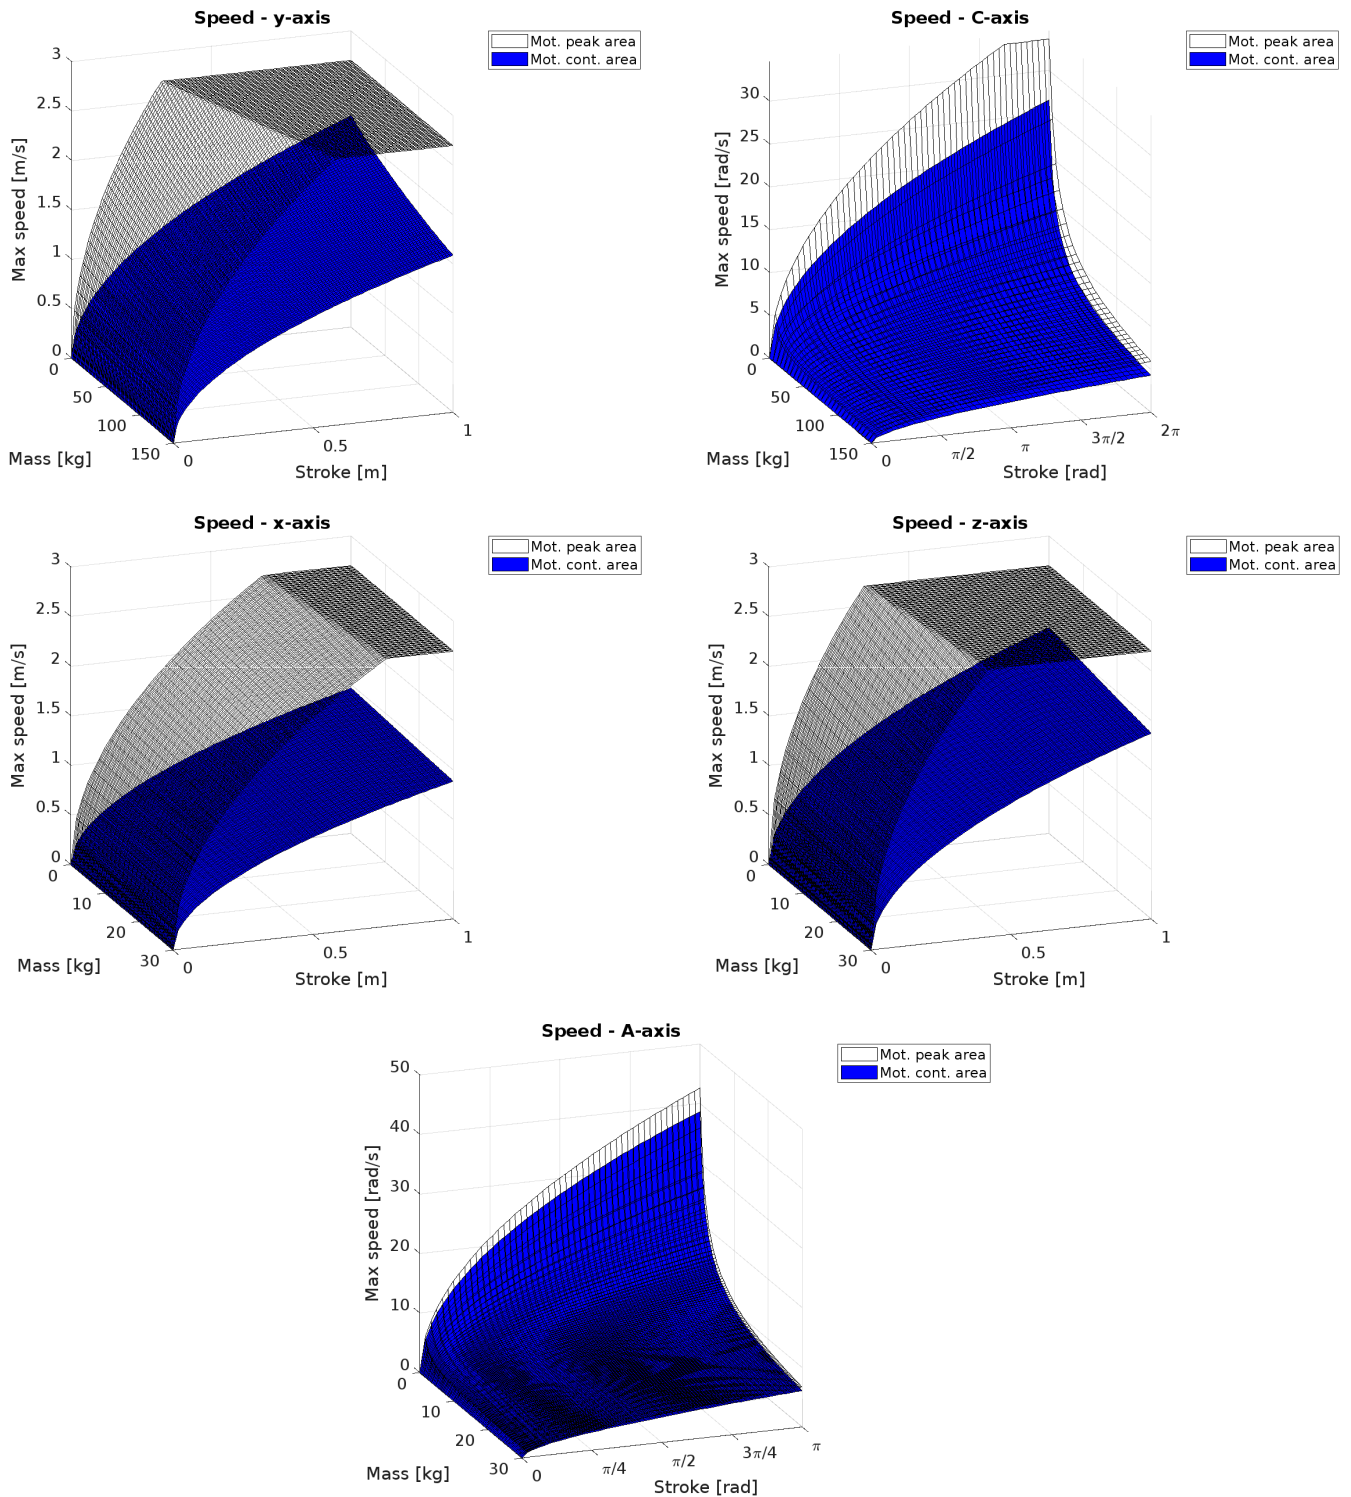 Speed - y-axis
Mot. peak area
Mot. cont. area
3
2.5
2
1.5
1
0.5
0
Max speed [m/s]
0
50
100
150
Mass [kg]
0
0.5
1
Stroke [m]
Speed - C-axis
Mot. peak area
Mot. cont. area
30
25
20
15
10
5
0
Max speed [rad/s]
0
50
100
150
Mass [kg]
0
π/2
π
3π/2
2π
Stroke [rad]
Speed - x-axis
Mot. peak area
Mot. cont. area
3
2.5
2
1.5
1
0.5
0
Max speed [m/s]
0
10
20
30
Mass [kg]
0
0.5
1
Stroke [m]
Speed - z-axis
Mot. peak area
Mot. cont. area
3
2.5
2
1.5
1
0.5
0
Max speed [m/s]
0
10
20
30
Mass [kg]
0
0.5
1
Stroke [m]
Speed - A-axis
Mot. peak area
Mot. cont. area
50
40
30
20
10
0
Max speed [rad/s]
0
10
20
30
Mass [kg]
0
π/4
π/2
3π/4
π
Stroke [rad]